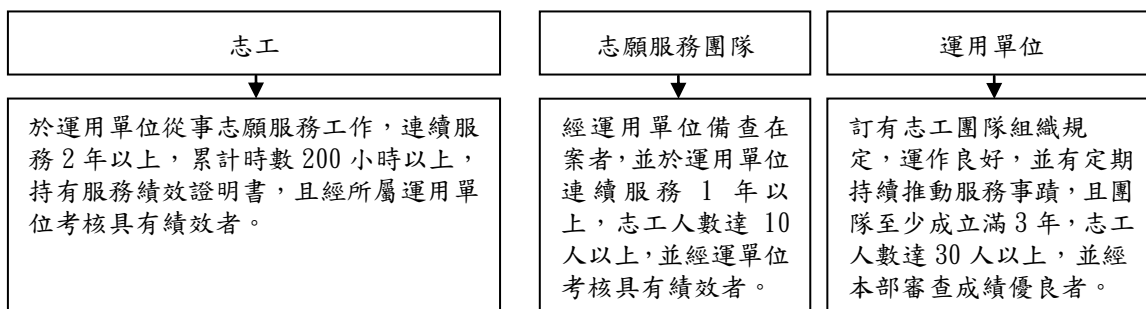 志工
於運用單位從事志願服務工作，連續服
務 2 年以上，累計時數 200 小時以上，
持有服務績效證明書，且經所屬運用單
位考核具有績效者。
志願服務團隊
經運用單位備查在
案者，並於運用單位
連續服務 1 年以
上，志工人數達 10
人以上，並經運單位
考核具有績效者。
運用單位
訂有志工團隊組織規
定，運作良好，並有定期
持續推動服務事蹟，且團
隊至少成立滿 3 年，志工
人數達 30 人以上，並經
本部審查成績優良者。